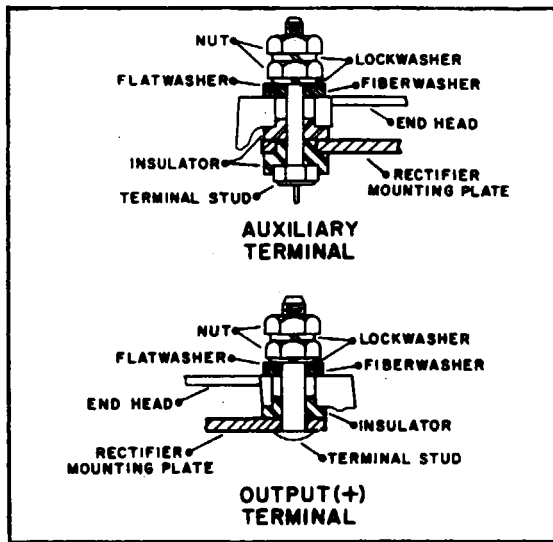 NUT
LOCKWASHER
FLATWASHER
FIBERWASHER
END HEAD
INSULATOR
RECTIFIER
MOUNTING PLATE
TERMINAL STUD
AUXILIARY
TERMINAL
NUT
LOCKWASHER
FLATWASHER
FIBERWASHER
END HEAD
INSULATOR
RECTIFIER
MOUNTING PLATE
TERMINAL STUD
OUTPUT(+)
TERMINAL